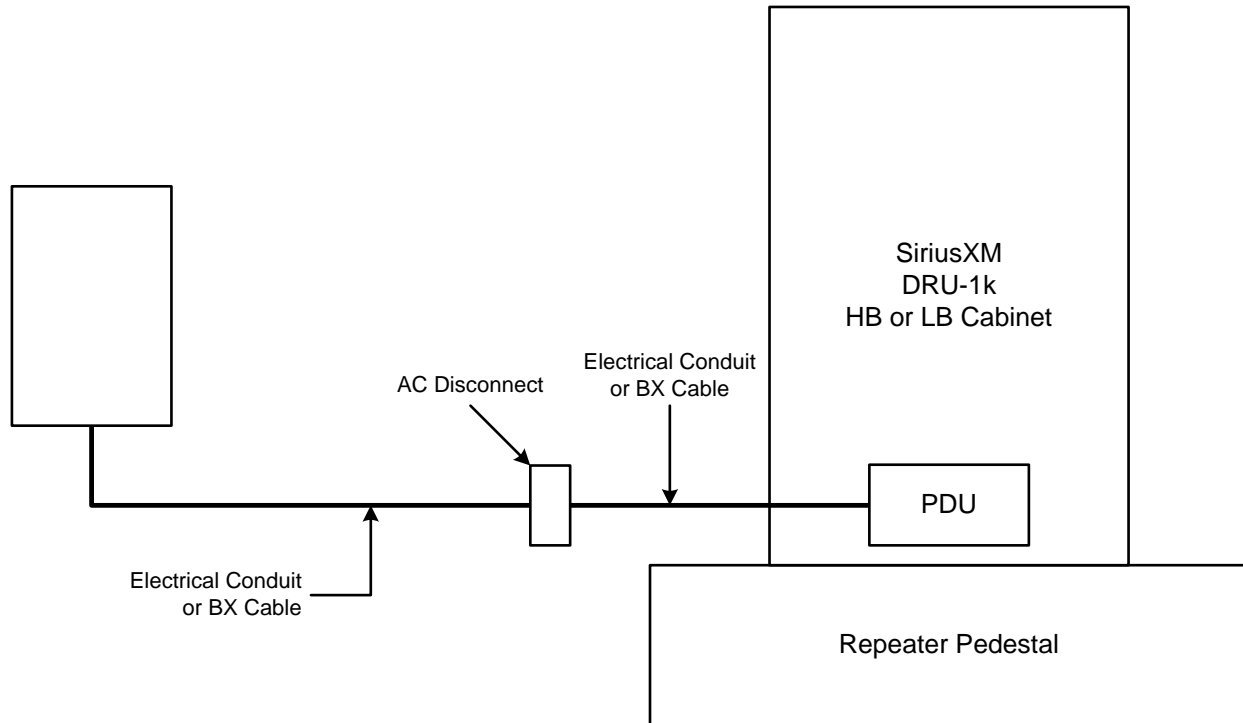 SiriusXM
DRU-1k
HB or LB Cabinet
Electrical Conduit
or BX Cable
AC Disconnect
PDU
Electrical Conduit
or BX Cable
Repeater Pedestal